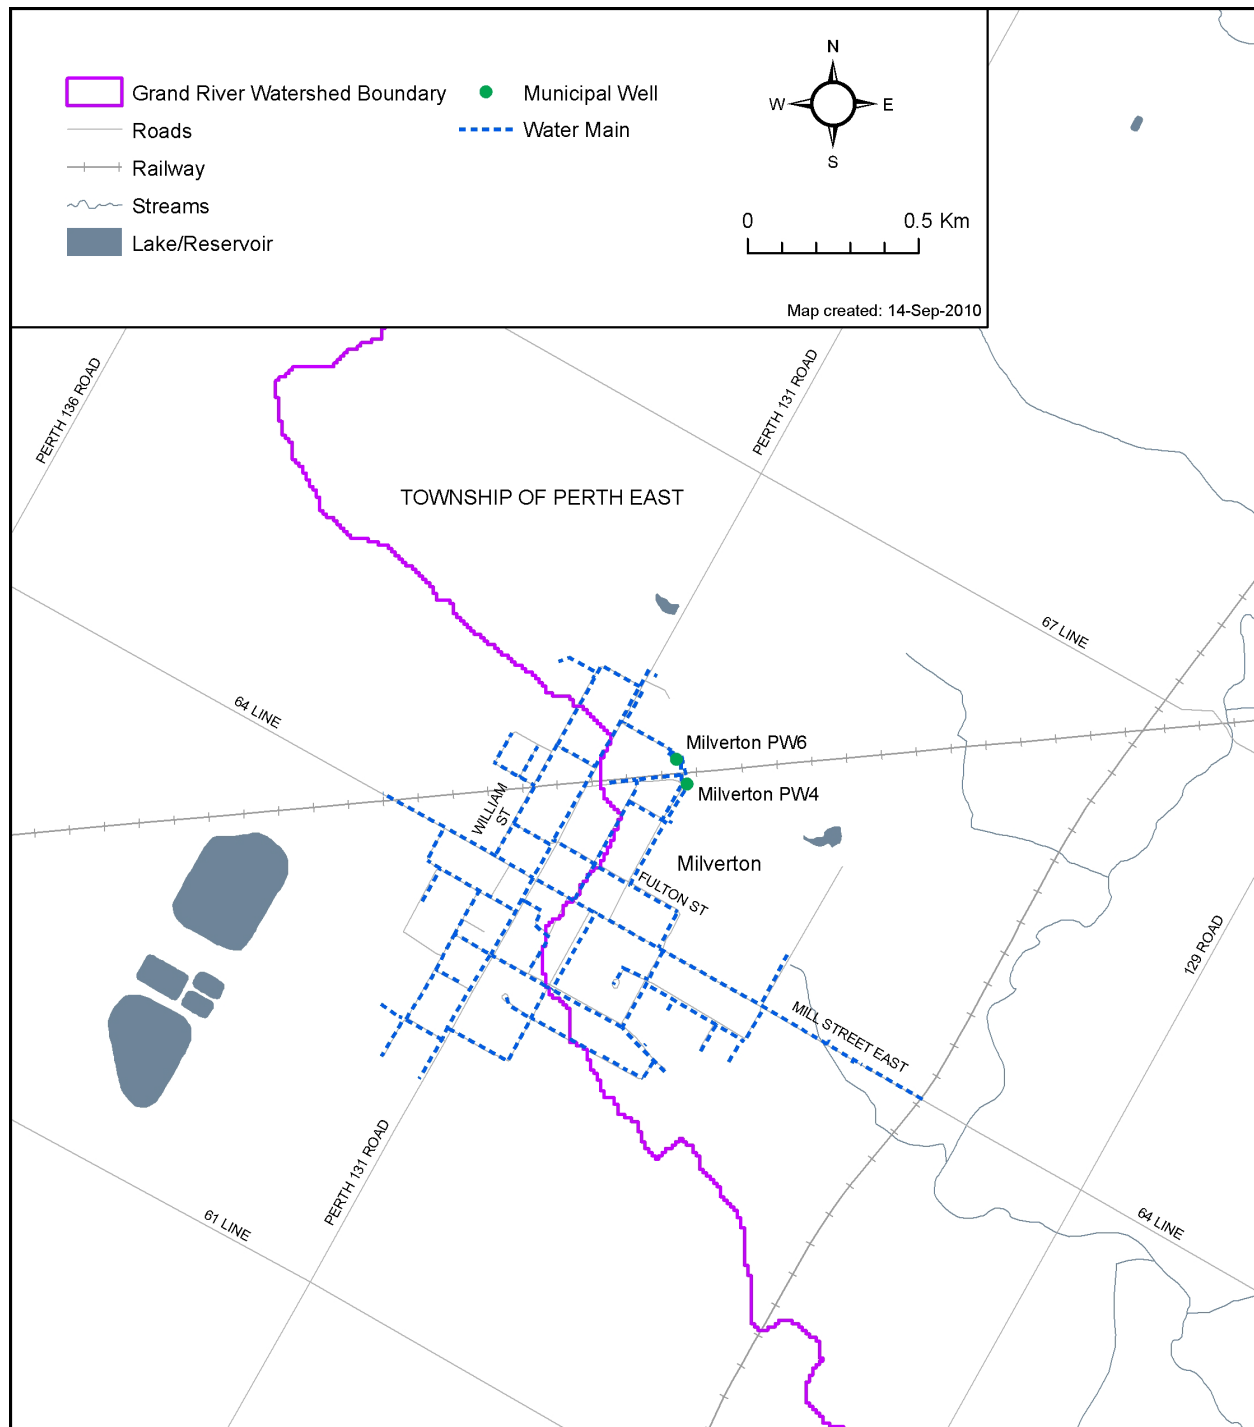 N
W
E
S
Grand River Watershed Boundary
Municipal Well
Roads
Water Main
Railway
Streams
Lake/Reservoir
0
0.5 Km
Map created: 14-Sep-2010
PERTH 136 ROAD
PERTH 131 ROAD
TOWNSHIP OF PERTH EAST
67 LINE
64 LINE
Milverton PW6
Milverton PW4
WILLIAM
ST
Milverton
FULTON ST
129 ROAD
MILL STREET EAST
PERTH 131 ROAD
61 LINE
64 LINE